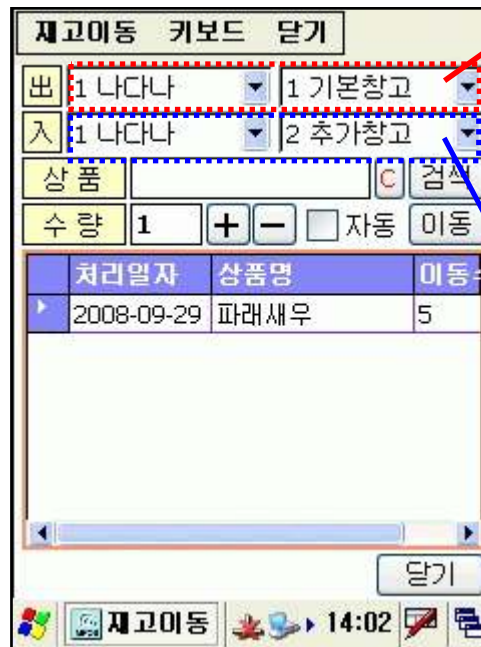 재고이동 키보드 닫기
出 1 나다나 1 기본창고
入 1 나다나 2 추가창고
상 품 C 검색
수 량 1 + - 자동 이동
처리일자 상품명 이동
2008-09-29 파래새우 5
닫기
재고이동 14:02